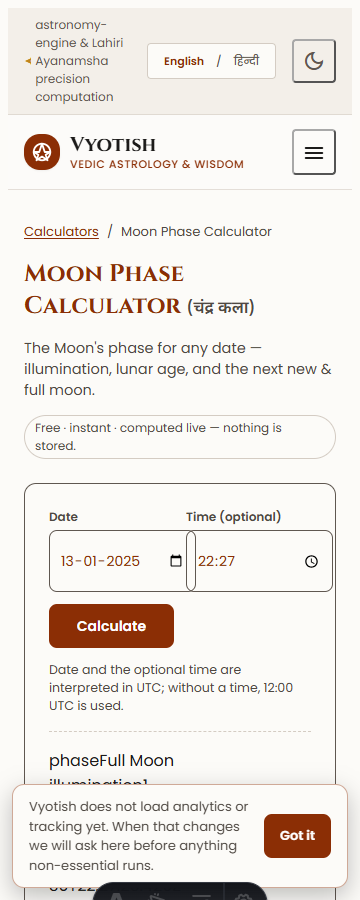 astronomy-
engine & Lahiri
Ayanamsha
precision
computation
English / हिन्दी
VYOTISH
VEDIC ASTROLOGY & WISDOM
Calculators / Moon Phase Calculator
MOON PHASE
CALCULATOR (चंद्र कला)
The Moon's phase for any date —
illumination, lunar age, and the next new &
full moon.
Free · instant · computed live — nothing is
stored.
Date Time (optional)
13-01-2025 22:27
Calculate
Date and the optional time are
interpreted in UTC; without a time, 12:00
UTC is used.
phaseFull Moon
illumination1
Vyotish does not load analytics or
tracking yet. When that changes
we will ask here before anything
non-essential runs.
Got it